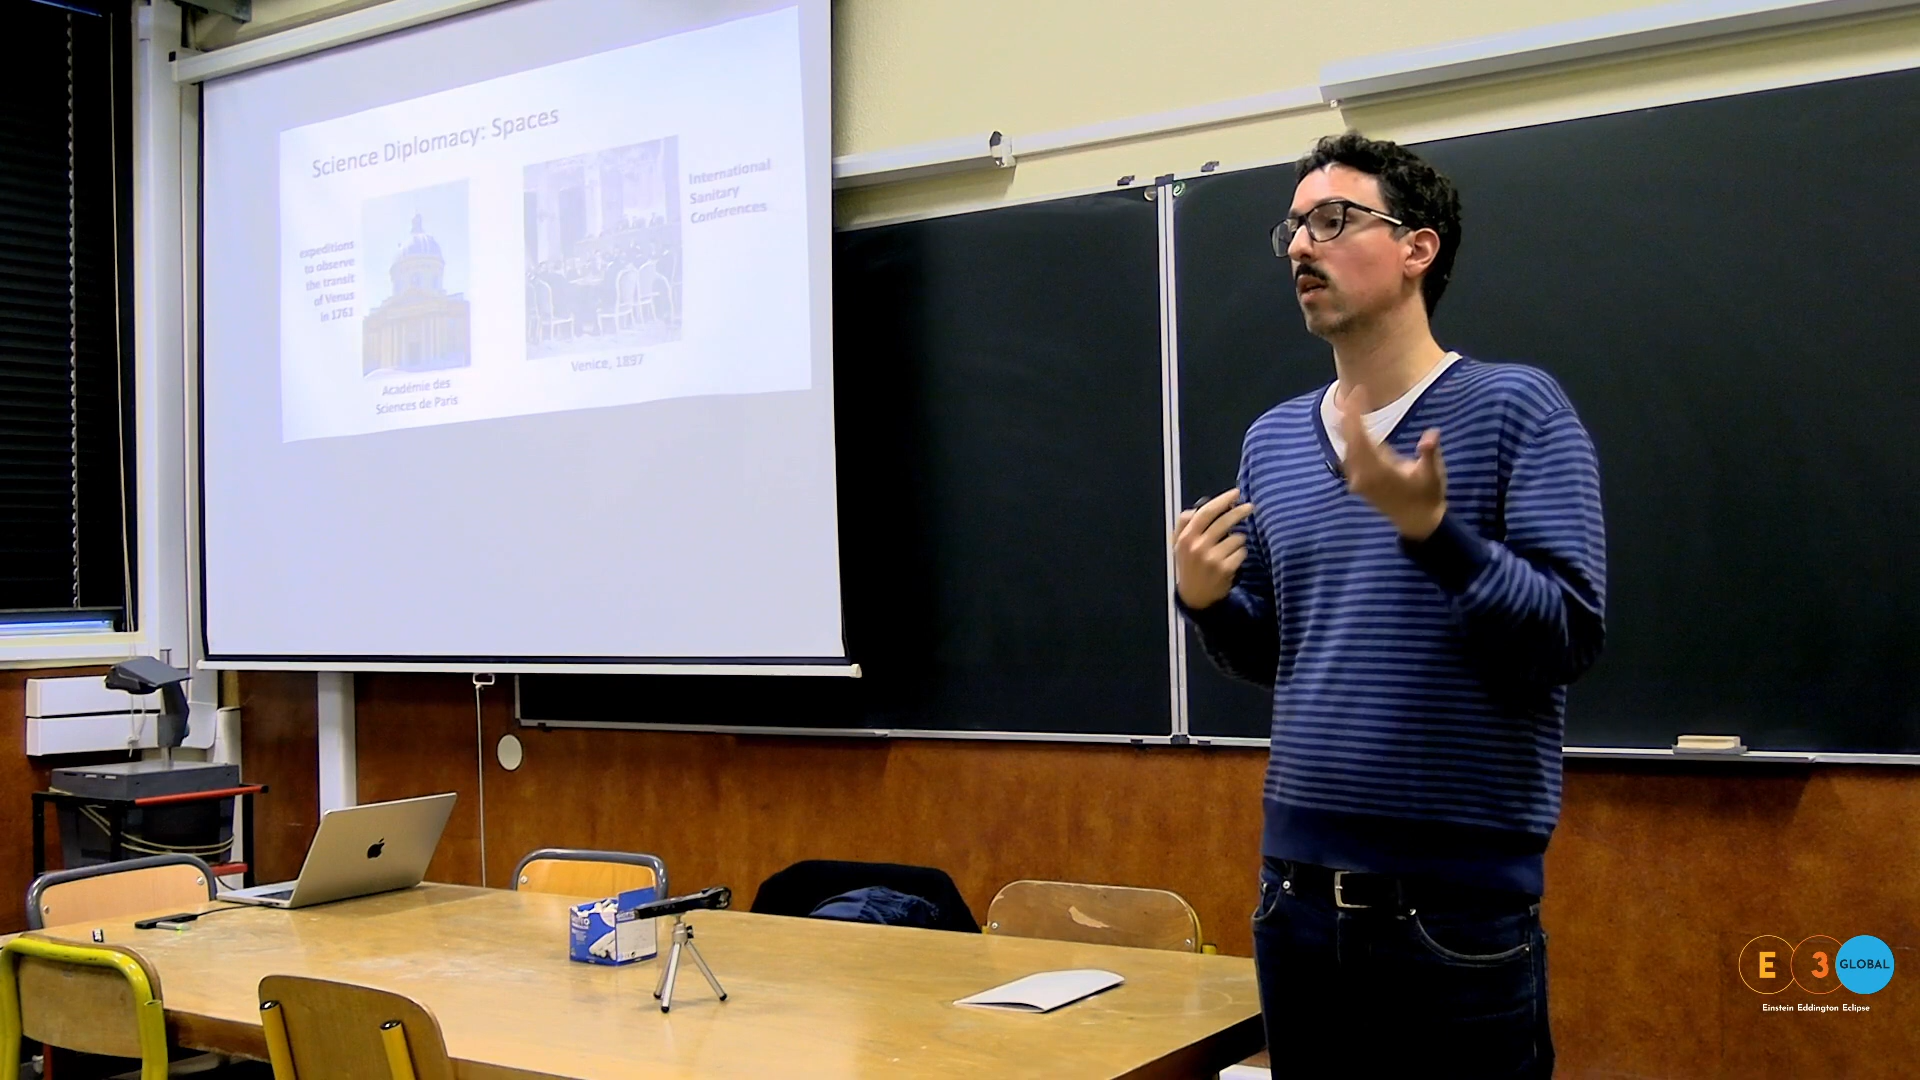 Science Diplomacy: Spaces
expeditions
to observe
the transit
of Venus
in 1761
Académie des
Sciences de Paris
International
Sanitary
Conferences
Venice, 1897
E 3 GLOBAL
Einstein Eddington Eclipse